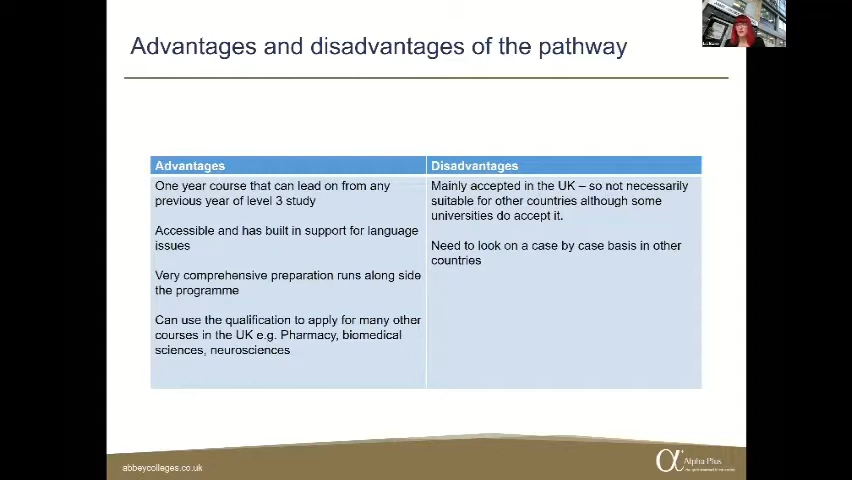 Advantages and disadvantages of the pathway
Advantages
One year course that can lead on from any
previous year of level 3 study
Accessible and has built in support for language
issues
Very comprehensive preparation runs along side
the programme
Can use the qualification to apply for many other
courses in the UK e.g. Pharmacy, biomedical
sciences, neurosciences
Disadvantages
Mainly accepted in the UK – so not necessarily
suitable for other countries although some
universities do accept it.
Need to look on a case by case basis in other
countries
abbeycolleges.co.uk
Alpha Plus